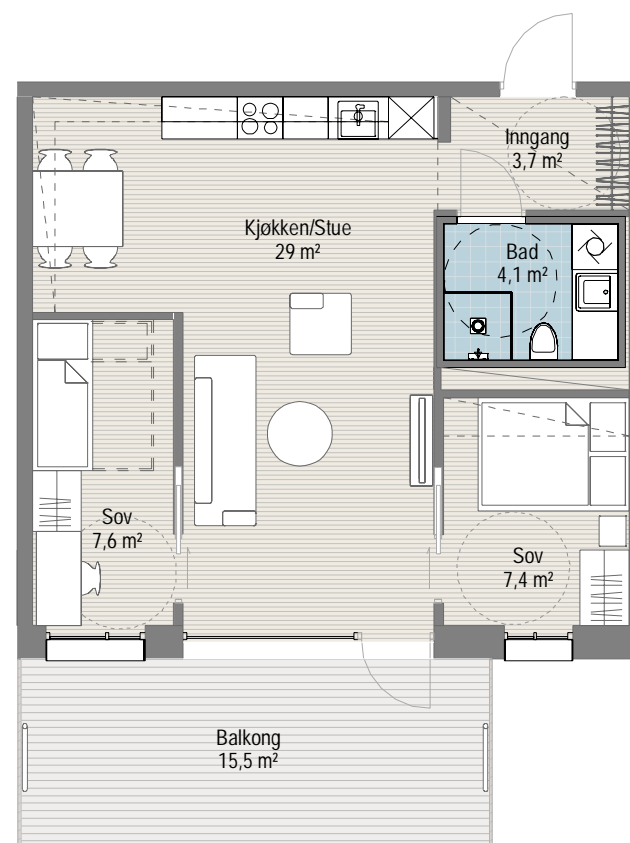 Inngang
3,7 m²
Kjøkken/Stue
29 m²
Bad
4,1 m²
Sov
7,6 m²
Sov
7,4 m²
Balkong
15,5 m²